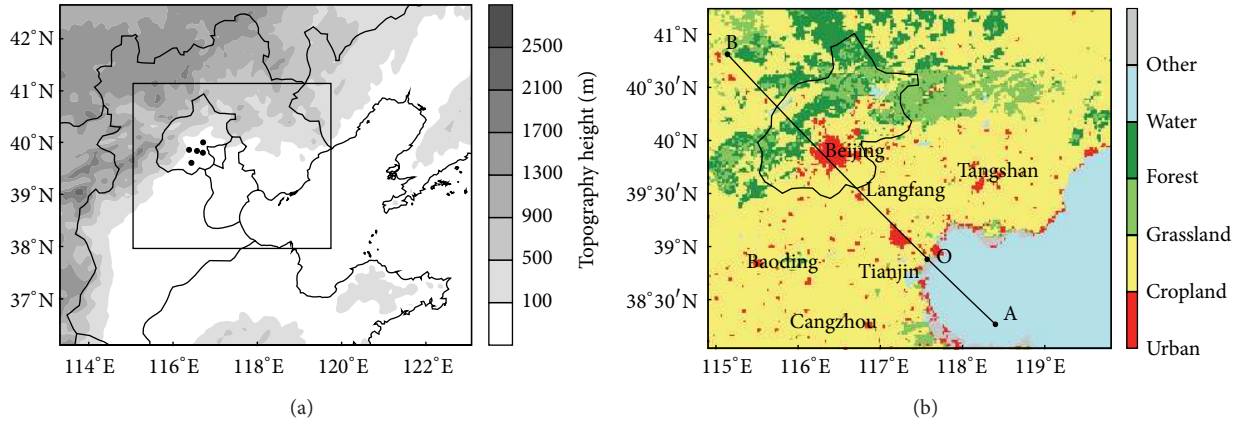 42°N
41°N
40°N
39°N
38°N
37°N
114°E
116°E
118°E
120°E
122°E
2500
2100
1700
1300
900
500
100
Topography height (m)
(a)
41°N
40°30′N
40°N
39°30′N
39°N
38°30′N
115°E
116°E
117°E
118°E
119°E
B
Beijing
Tangshan
Langfang
Baoding
Tianjin
O
Cangzhou
A
Other
Water
Forest
Grassland
Cropland
Urban
(b)